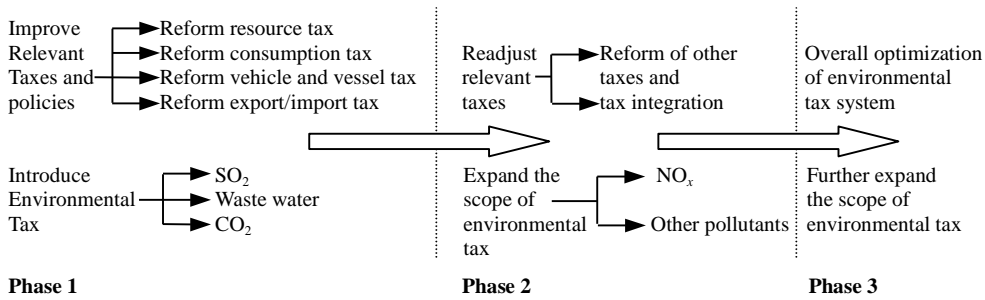 Improve
Relevant
Taxes and
policies
Reform resource tax
Reform consumption tax
Reform vehicle and vessel tax
Reform export/import tax
Introduce
Environmental
Tax
SO₂
Waste water
CO₂
Phase 1
Readjust
relevant
taxes
Reform of other
taxes and
tax integration
Expand the
scope of
environmental
tax
NOₓ
Other pollutants
Phase 2
Overall optimization
of environmental
tax system
Further expand
the scope of
environmental tax
Phase 3